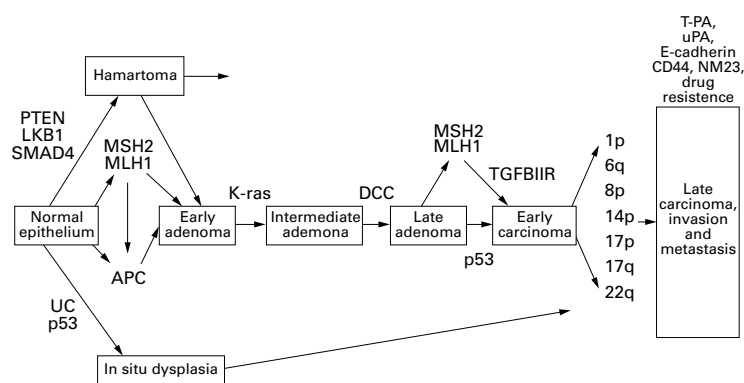 T-PA,
uPA,
E-cadherin
CD44, NM23,
drug
resistence
Hamartoma
PTEN
LKB1
SMAD4
MSH2
MLH1
MSH2
MLH1
TGFBIIR
K-ras
DCC
Normal
epithelium
Early
adenoma
Intermediate
ademona
Late
adenoma
Early
carcinoma
p53
APC
UC
p53
In situ dysplasia
1p
6q
8p
14p
17p
17q
22q
Late
carcinoma,
invasion
and
metastasis